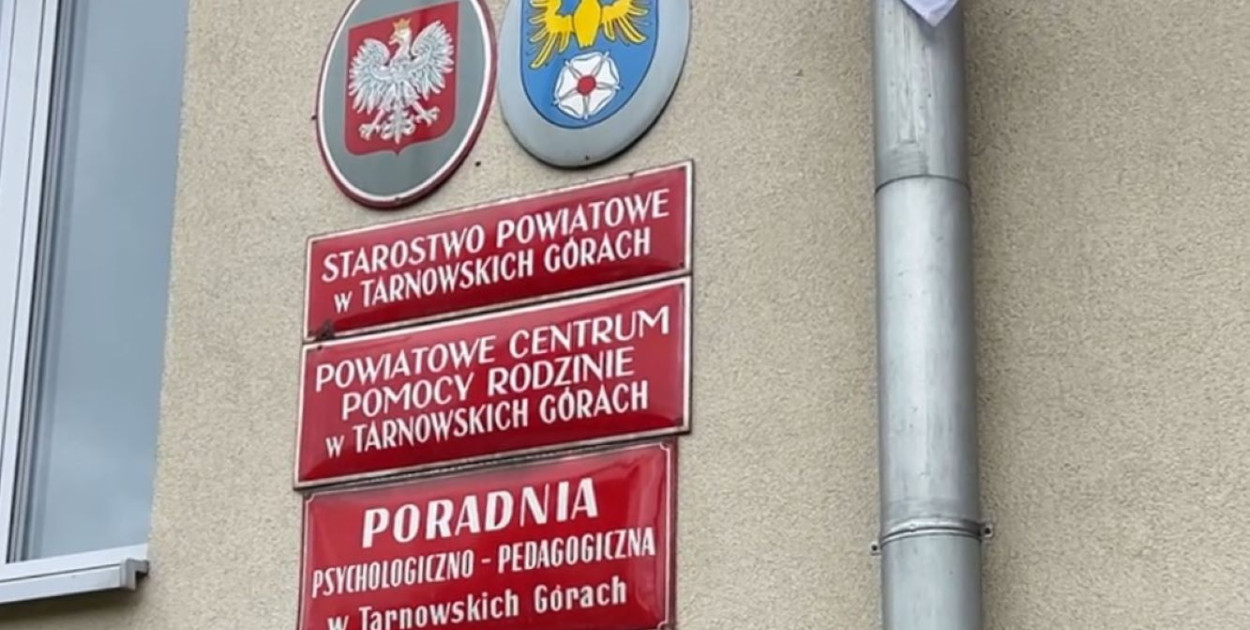 STAROSTWO POWIATOWE
w TARNOWSKICH GÓRACH
POWIATOWE CENTRUM
POMOCY RODZINIE
w TARNOWSKICH GÓRACH
PORADNIA
PSYCHOLOGICZNO - PEDAGOGICZNA
w Tarnowskich Górach